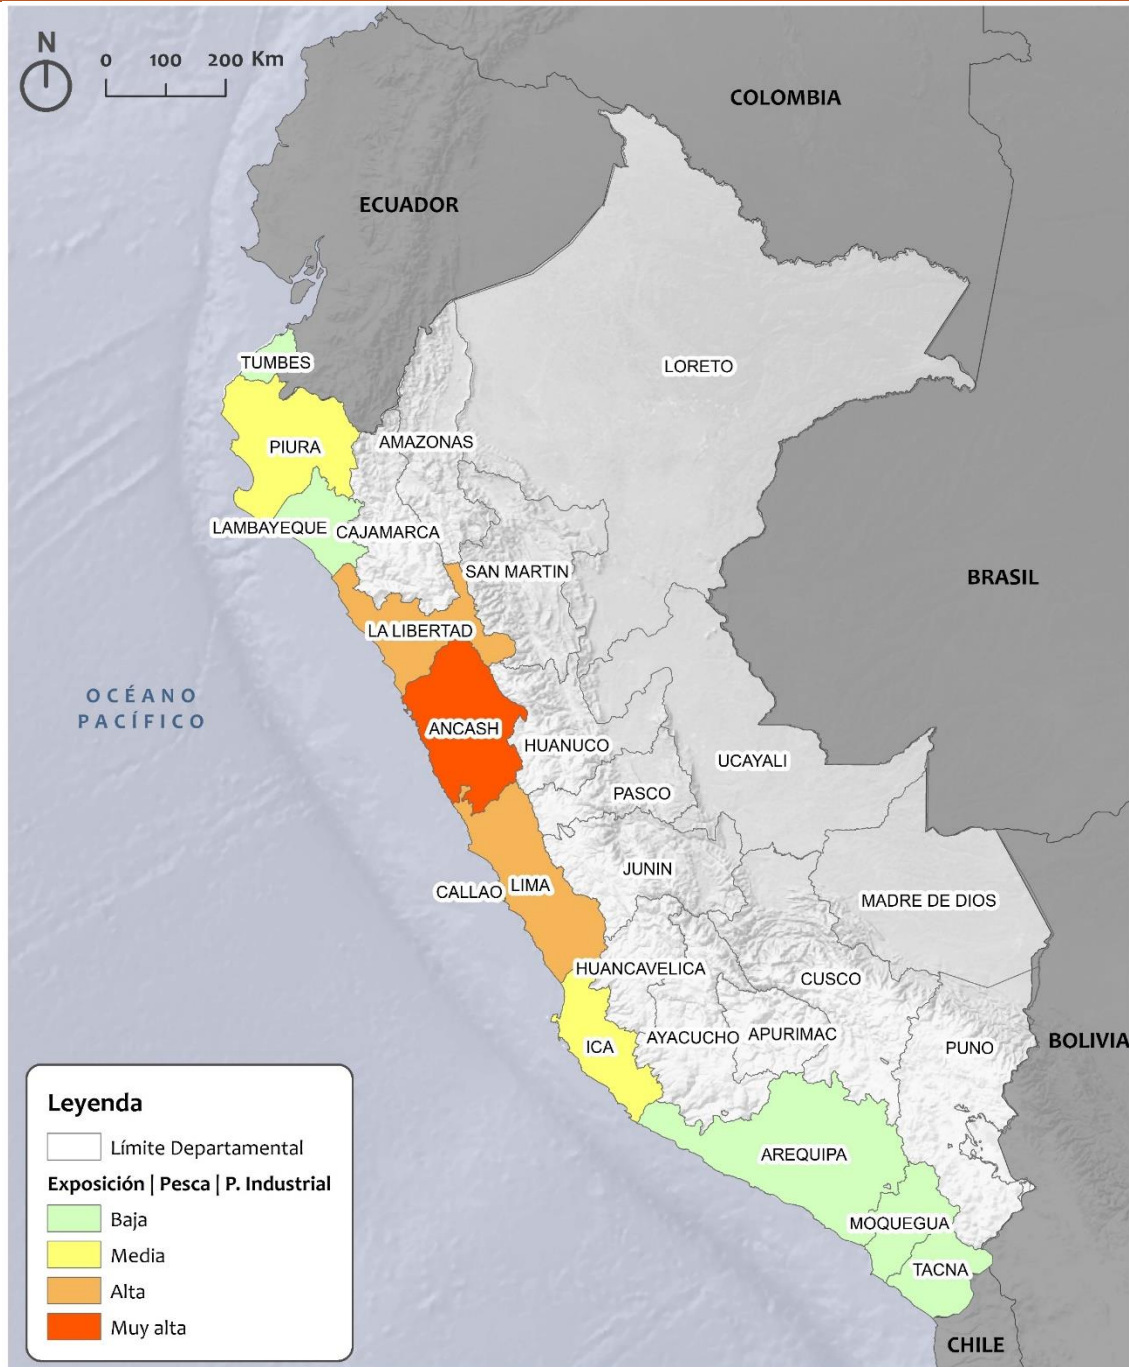 N
0 100 200 Km
COLOMBIA
ECUADOR
TUMBES
LORETO
PIURA
AMAZONAS
LAMBAYEQUE
CAJAMARCA
SAN MARTIN
BRASIL
LA LIBERTAD
OCÉANO
PACÍFICO
ANCASH
HUANUCO
UCAYALI
PASCO
JUNIN
CALLAO
LIMA
MADRE DE DIOS
HUANCAVELICA
CUSCO
AYACUCHO
APURIMAC
ICA
PUNO
BOLIVIA
AREQUIPA
MOQUEGUA
TACNA
CHILE
Leyenda
Límite Departamental
Exposición | Pesca | P. Industrial
Baja
Media
Alta
Muy alta